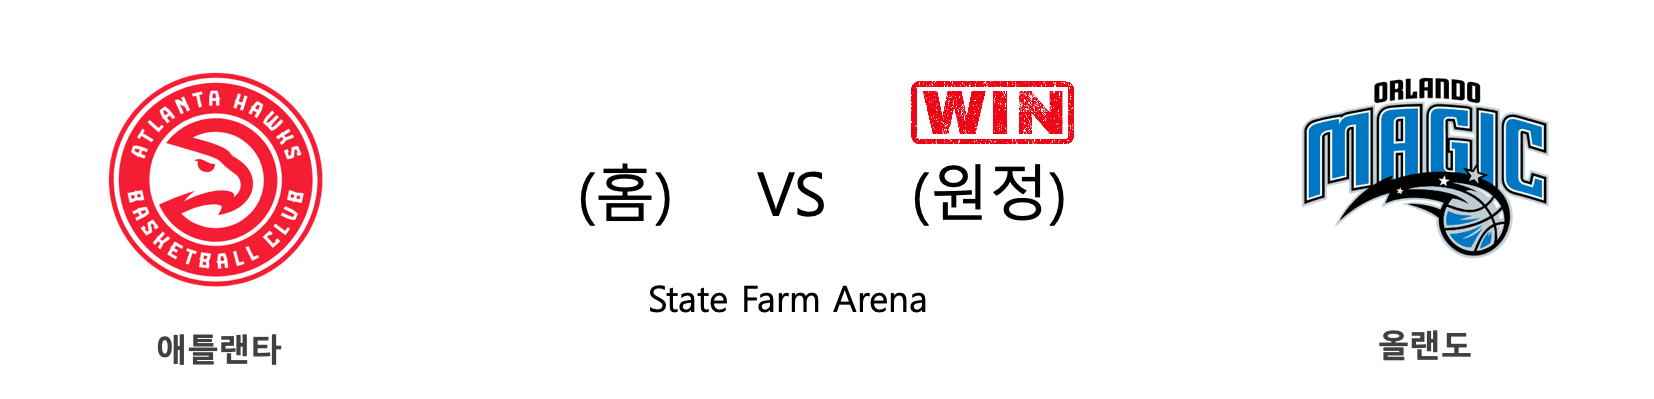 ATLANTA HAWKS
BASKETBALL CLUB
애틀랜타
WIN
(홈) VS (원정)
State Farm Arena
ORLANDO
MAGIC
올랜도